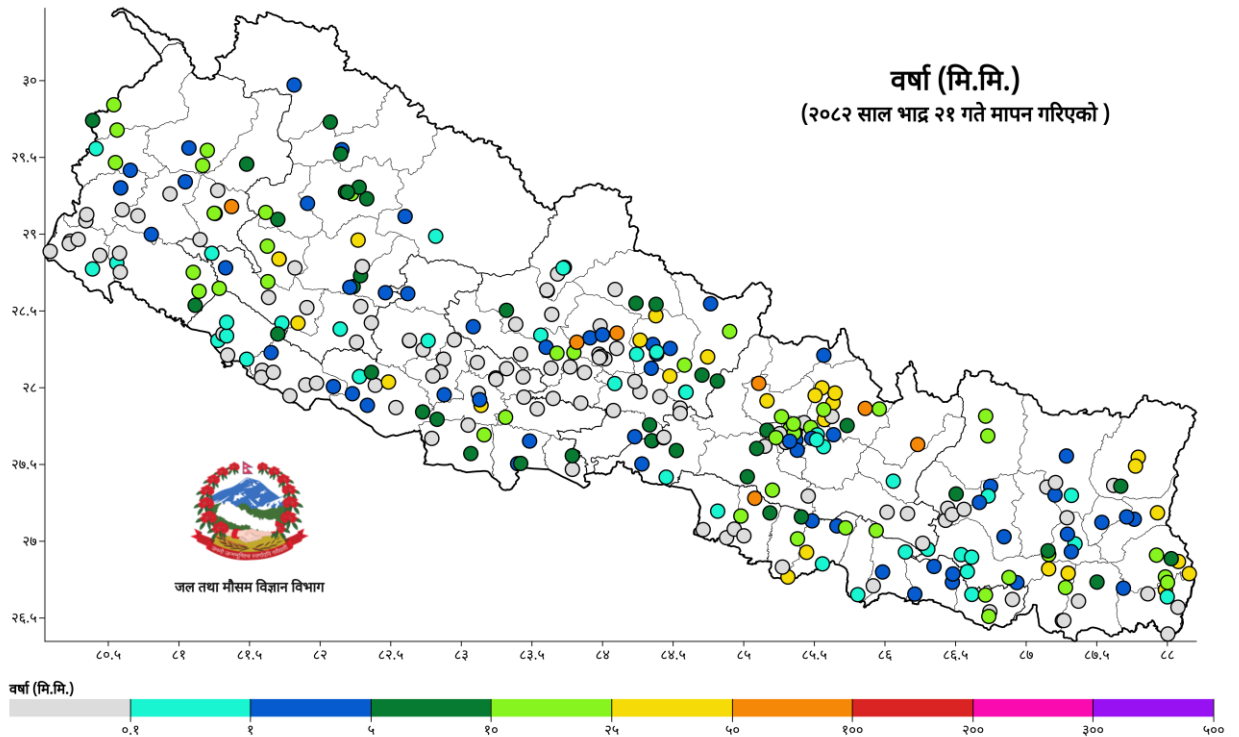 वर्षा (मि.मि.)
(२०८२ साल भाद्र २१ गते मापन गरिएको )
३०
२९.५
२९
२८.५
२८
२७.५
२७
२६.५
८०.५ ८१ ८१.५ ८२ ८२.५ ८३ ८३.५ ८४ ८४.५ ८५ ८५.५ ८६ ८६.५ ८७ ८७.५ ८८
जल तथा मौसम विज्ञान विभाग
वर्षा (मि.मि.)
०.१ १ ५ १० २५ ५० १०० २०० ३०० ५००